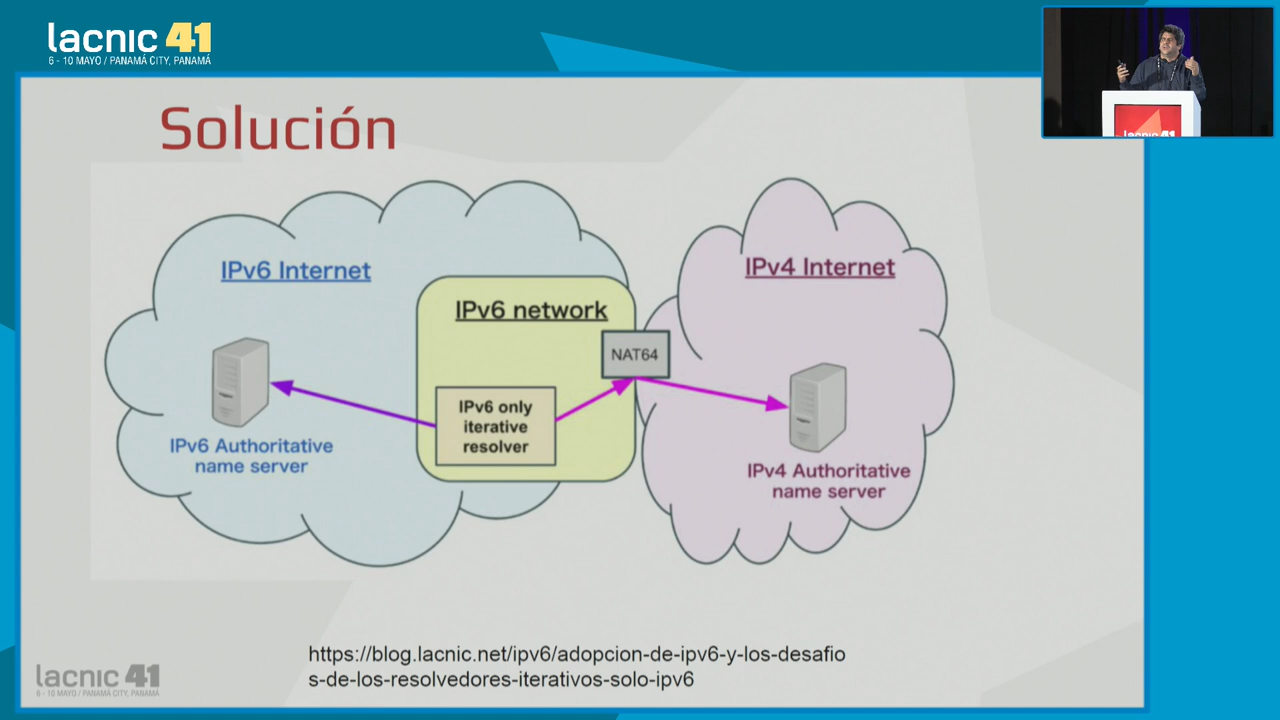 lacnic 41
6 - 10 MAYO / PANAMÁ CITY, PANAMÁ
Solución
IPv6 Internet
IPv4 Internet
IPv6 network
NAT64
IPv6 only
iterative
resolver
IPv6 Authoritative
name server
IPv4 Authoritative
name server
https://blog.lacnic.net/ipv6/adopcion-de-ipv6-y-los-desafio
s-de-los-resolvedores-iterativos-solo-ipv6
lacnic 41
6 - 10 MAYO / PANAMÁ CITY, PANAMÁ
lacnic 41